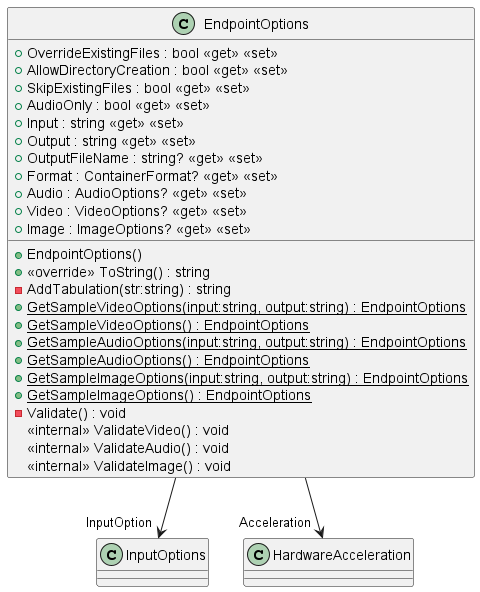 C EndpointOptions
OverrideExistingFiles : bool «get» «set»
AllowDirectoryCreation : bool «get» «set»
SkipExistingFiles : bool «get» «set»
AudioOnly : bool «get» «set»
Input : string «get» «set»
Output : string «get» «set»
OutputFileName : string? «get» «set»
Format : ContainerFormat? «get» «set»
Audio : AudioOptions? «get» «set»
Video : VideoOptions? «get» «set»
Image : ImageOptions? «get» «set»
EndpointOptions()
«override» ToString() : string
AddTabulation(str:string) : string
GetSampleVideoOptions(input:string, output:string) : EndpointOptions
GetSampleVideoOptions() : EndpointOptions
GetSampleAudioOptions(input:string, output:string) : EndpointOptions
GetSampleAudioOptions() : EndpointOptions
GetSampleImageOptions(input:string, output:string) : EndpointOptions
GetSampleImageOptions() : EndpointOptions
Validate() : void
«internal» ValidateVideo() : void
«internal» ValidateAudio() : void
«internal» ValidateImage() : void
InputOption
Acceleration
C InputOptions
C HardwareAcceleration